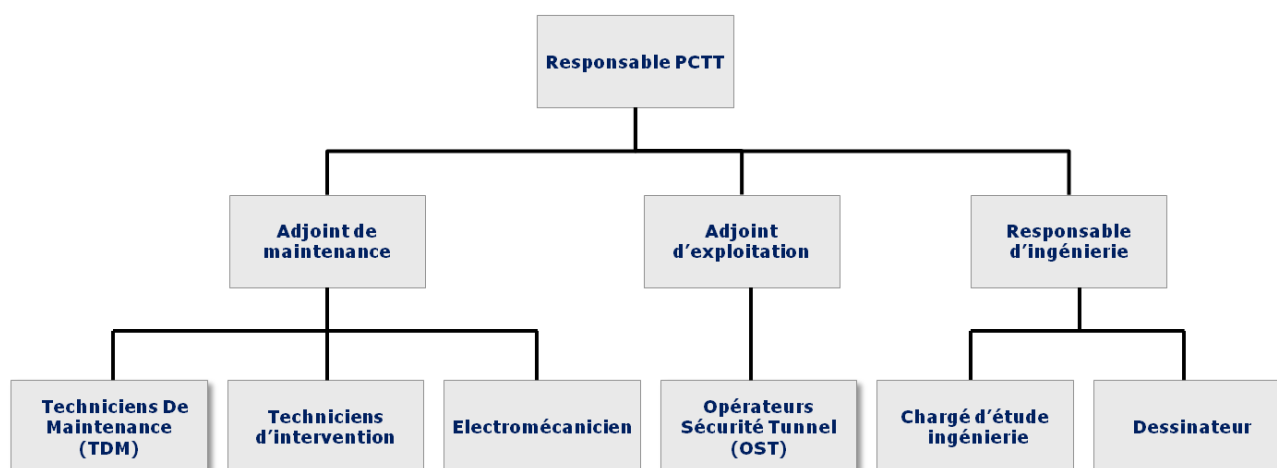 Responsable PCTT
Adjoint de
maintenance
Adjoint
d’exploitation
Responsable
d’ingénierie
Techniciens De
Maintenance
(TDM)
Techniciens
d’intervention
Electromécanicien
Opérateurs
Sécurité Tunnel
(OST)
Chargé d’étude
ingénierie
Dessinateur